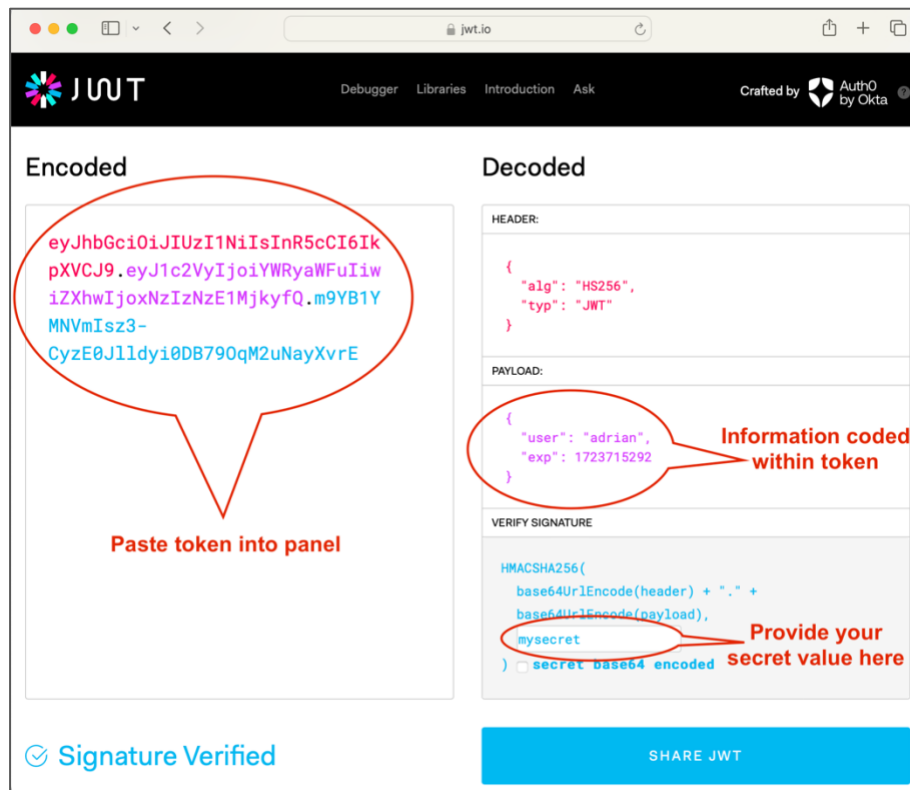 jwt.io
JWT
Debugger Libraries Introduction Ask
Crafted by Auth0 by Okta ?
Encoded
eyJhbGciOiJIUzI1NiIsInR5cCI6Ik
pXVCJ9.eyJ1c2VyIjoiYWRyaWFuIiw
iZXhwIjoxNzIzNzE1MjkyfQ.m9YB1Y
MNVmIsz3-
CyzE0Jlldyi0DB79OqM2uNayXvrE
Paste token into panel
Signature Verified
Decoded
HEADER:
{
"alg": "HS256",
"typ": "JWT"
}
PAYLOAD:
{
"user": "adrian",
"exp": 1723715292
}
Information coded
within token
VERIFY SIGNATURE
HMACSHA256(
base64UrlEncode(header) + "." +
base64UrlEncode(payload),
mysecret
) secret base64 encoded
Provide your
secret value here
SHARE JWT